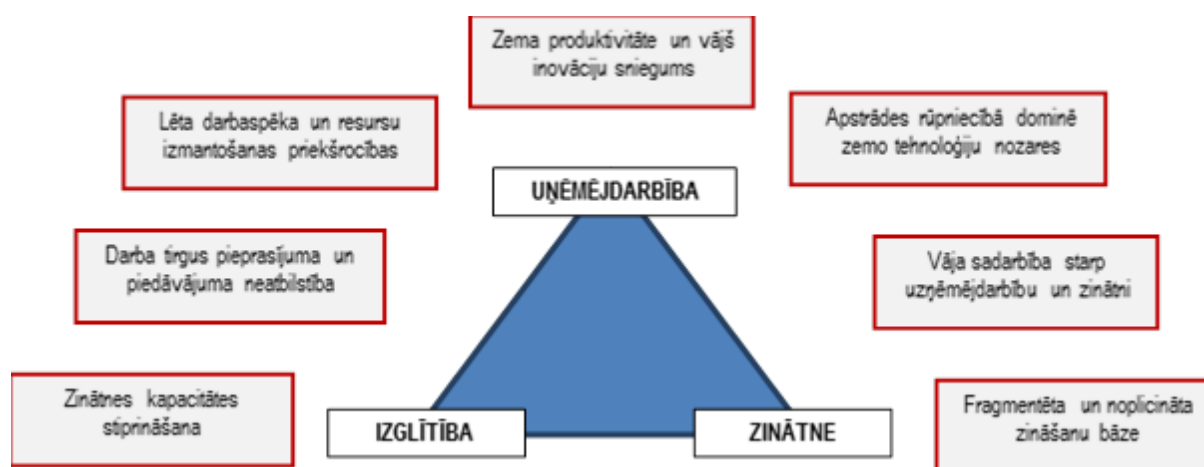 Zema produktivitāte un vājš
inovāciju sniegums
Lēta darbaspēka un resursu
izmantošanas priekšrocības
Apstrādes rūpniecībā dominē
zemo tehnoloģiju nozares
UŅĒMĒJDARBĪBA
Darba tirgus pieprasījuma un
piedāvājuma neatbilstība
Vāja sadarbība starp
uzņēmējdarbību un zinātni
Zinātnes kapacitātes
stiprināšana
IZGLĪTĪBA
ZINĀTNE
Fragmentēta un noplicināta
zināšanu bāze